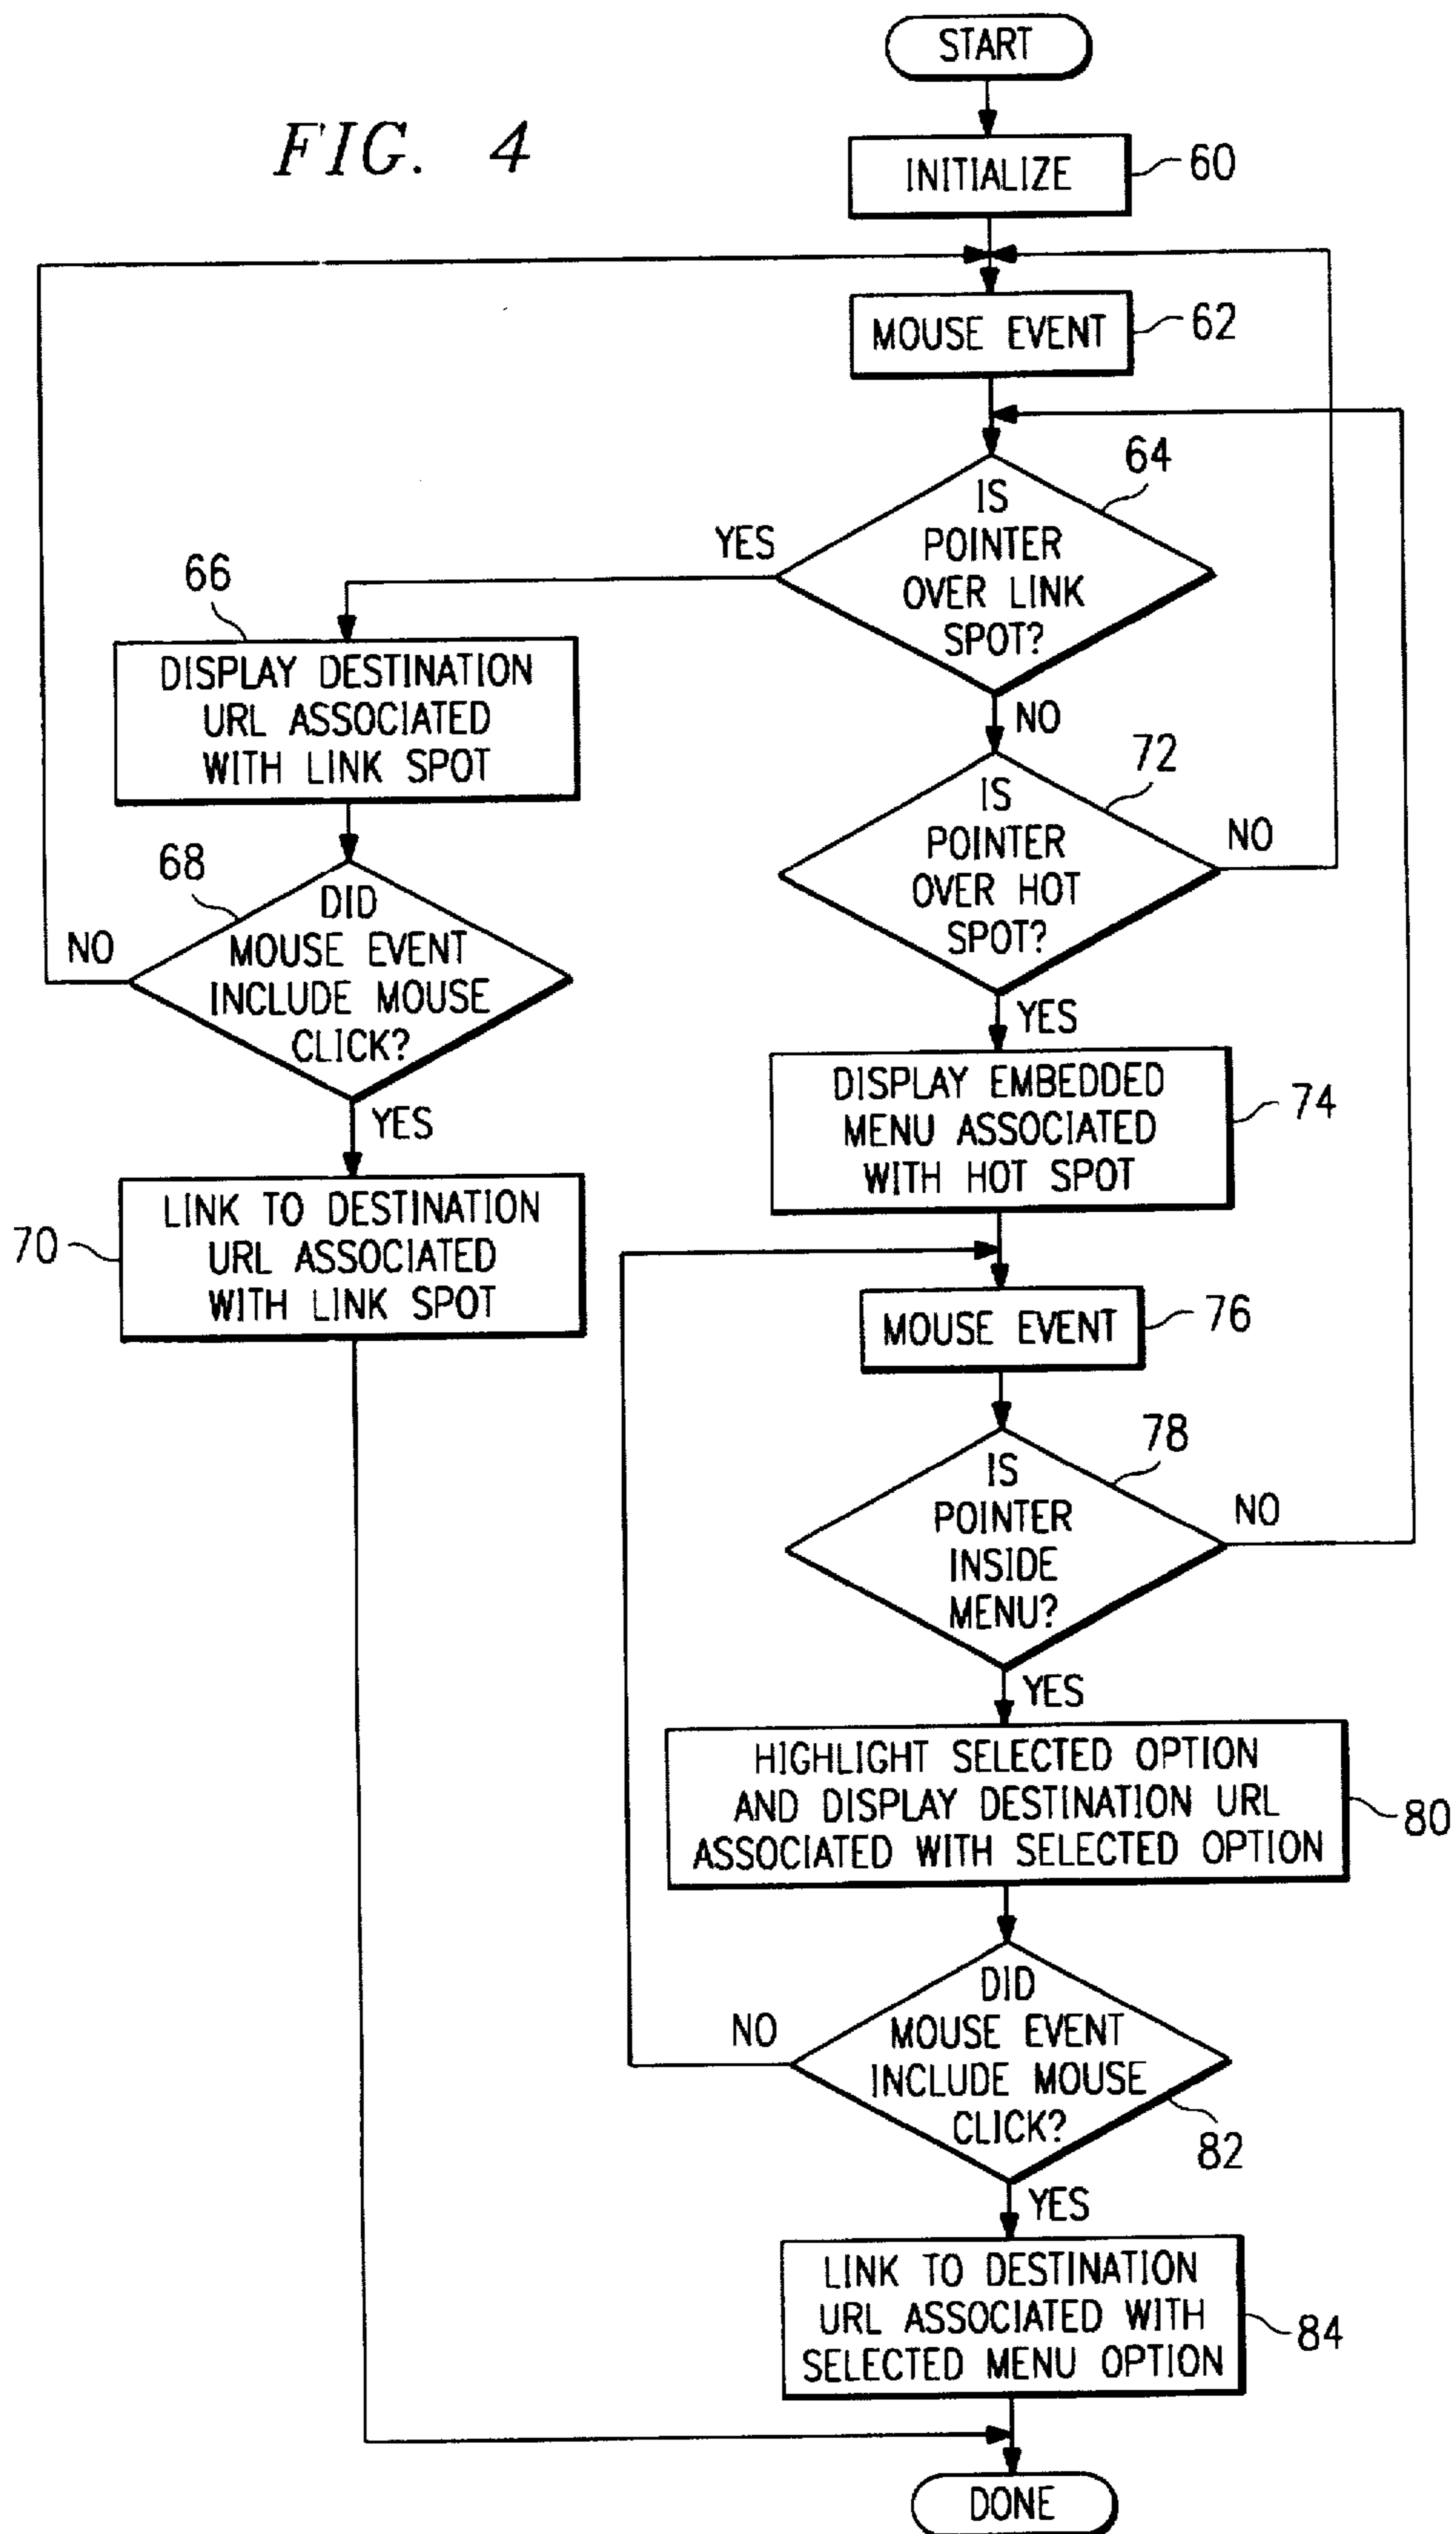 START
FIG. 4
INITIALIZE
60
MOUSE EVENT
62
64
IS
POINTER
OVER LINK
SPOT?
YES
NO
66
DISPLAY DESTINATION
URL ASSOCIATED
WITH LINK SPOT
68
DID
MOUSE EVENT
INCLUDE MOUSE
CLICK?
NO
YES
70
LINK TO DESTINATION
URL ASSOCIATED
WITH LINK SPOT
72
IS
POINTER
OVER HOT
SPOT?
NO
YES
DISPLAY EMBEDDED
MENU ASSOCIATED
WITH HOT SPOT
74
MOUSE EVENT
76
78
IS
POINTER
INSIDE
MENU?
NO
YES
HIGHLIGHT SELECTED OPTION
AND DISPLAY DESTINATION URL
ASSOCIATED WITH SELECTED OPTION
80
DID
MOUSE EVENT
INCLUDE MOUSE
CLICK?
NO
82
YES
LINK TO DESTINATION
URL ASSOCIATED WITH
SELECTED MENU OPTION
84
DONE